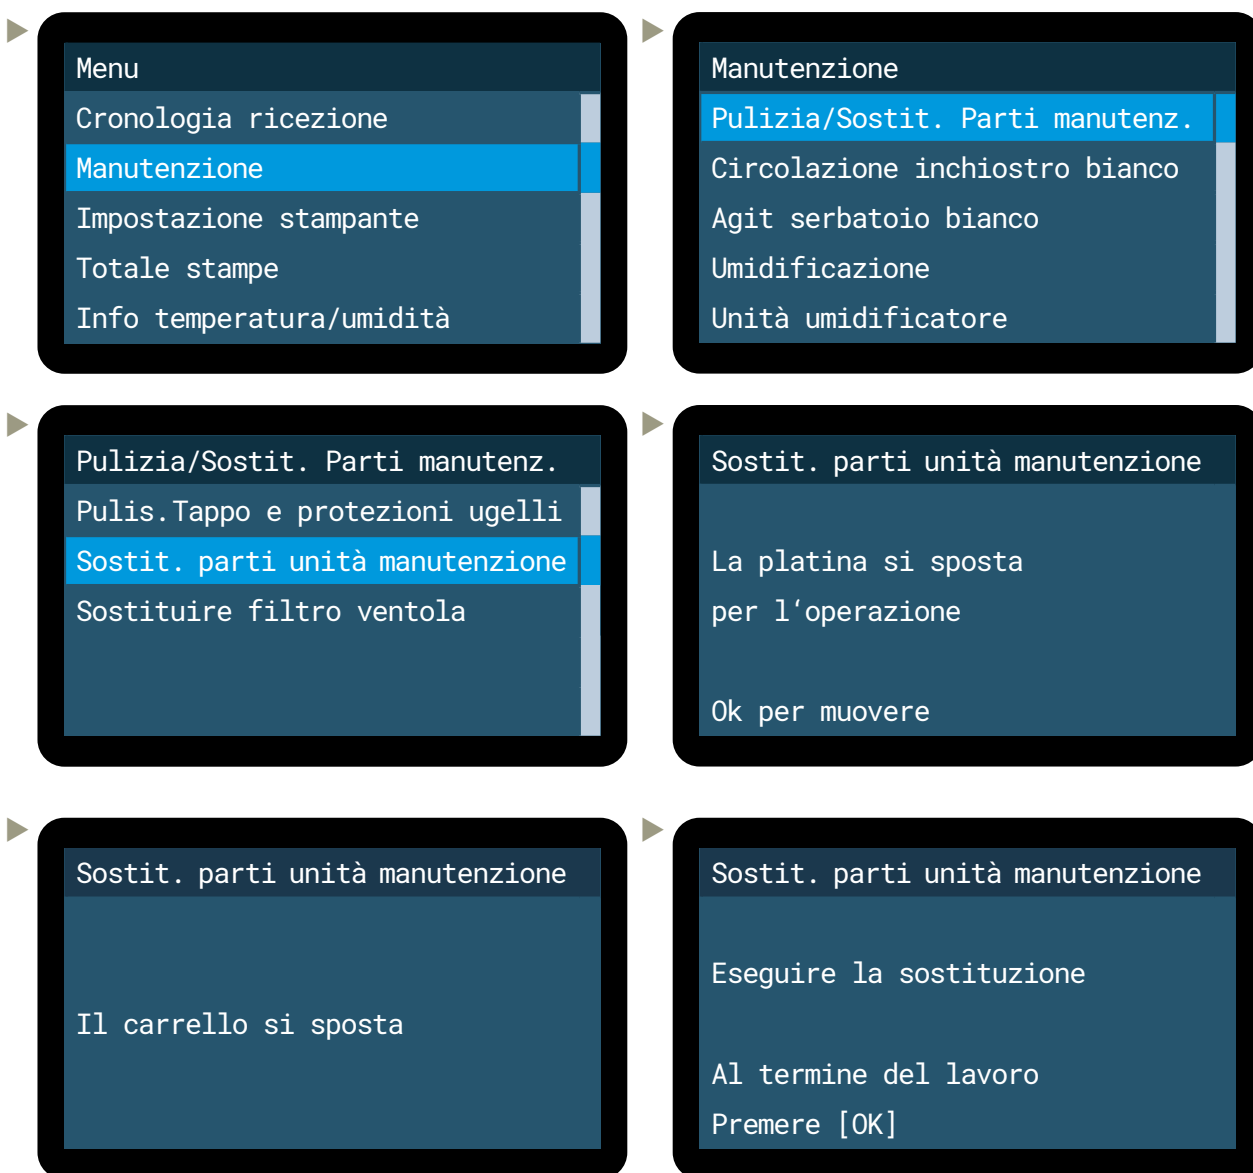 Menu
Cronologia ricezione
Manutenzione
Impostazione stampante
Totale stampe
Info temperatura/umidità
Manutenzione
Pulizia/Sostit. Parti manutenz.
Circolazione inchiostro bianco
Agit serbatoio bianco
Umidificazione
Unità umidificatore
Pulizia/Sostit. Parti manutenz.
Pulis.Tappo e protezioni ugelli
Sostit. parti unità manutenzione
Sostituire filtro ventola
Sostit. parti unità manutenzione
La platina si sposta
per l‘operazione
Ok per muovere
Sostit. parti unità manutenzione
Il carrello si sposta
Sostit. parti unità manutenzione
Eseguire la sostituzione
Al termine del lavoro
Premere [OK]